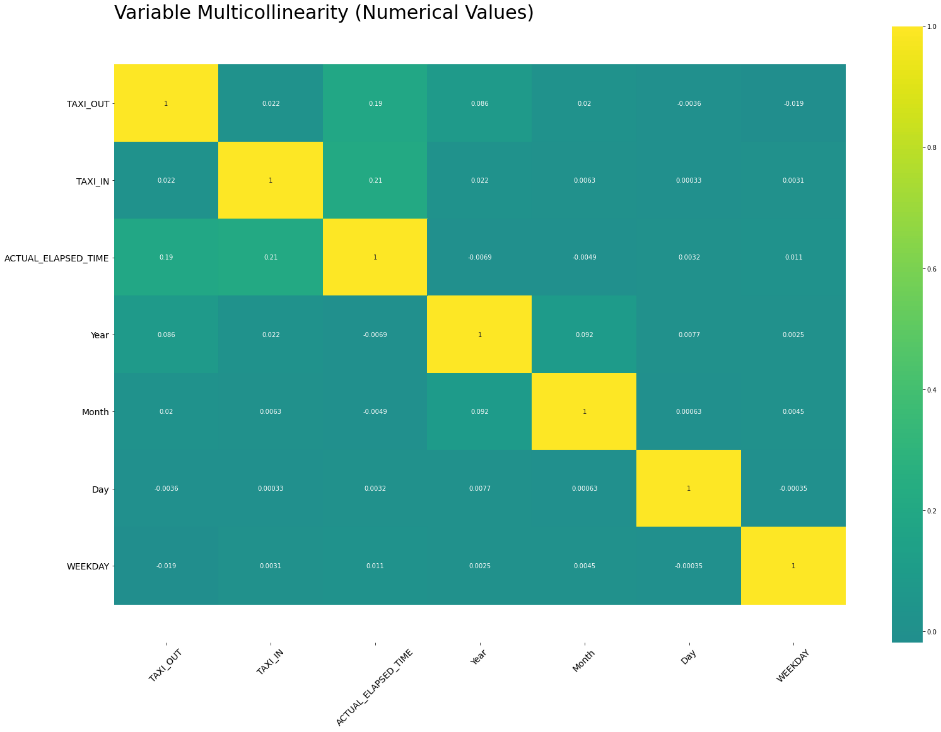 Variable Multicollinearity (Numerical Values)
TAXI_OUT 1 0.022 0.19 0.086 0.02 -0.0036 -0.019
TAXI_IN 0.022 1 0.21 0.022 0.0063 0.00033 0.0031
ACTUAL_ELAPSED_TIME 0.19 0.21 1 -0.0069 -0.0049 0.0032 0.011
Year 0.086 0.022 -0.0069 1 0.092 0.0077 0.0025
Month 0.02 0.0063 -0.0049 0.092 1 0.00063 0.0045
Day -0.0036 0.00033 0.0032 0.0077 0.00063 1 -0.00035
WEEKDAY -0.019 0.0031 0.011 0.0025 0.0045 -0.00035 1
TAXI_OUT TAXI_IN ACTUAL_ELAPSED_TIME Year Month Day WEEKDAY
1.0
0.8
0.6
0.4
0.2
0.0